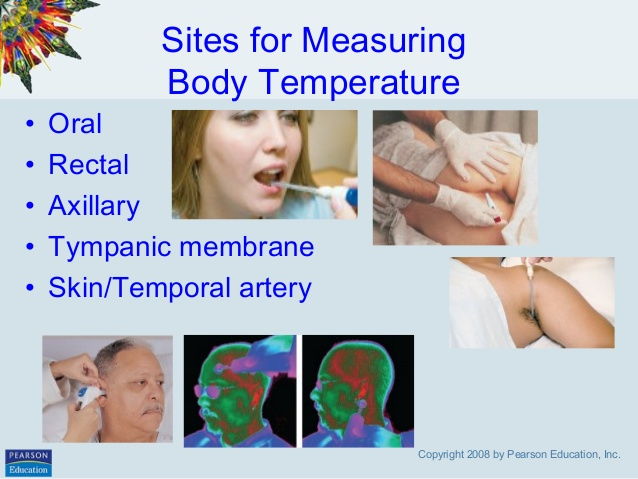 Sites for Measuring
Body Temperature
• Oral
• Rectal
• Axillary
• Tympanic membrane
• Skin/Temporal artery
PEARSON
Education
Copyright 2008 by Pearson Education, Inc.